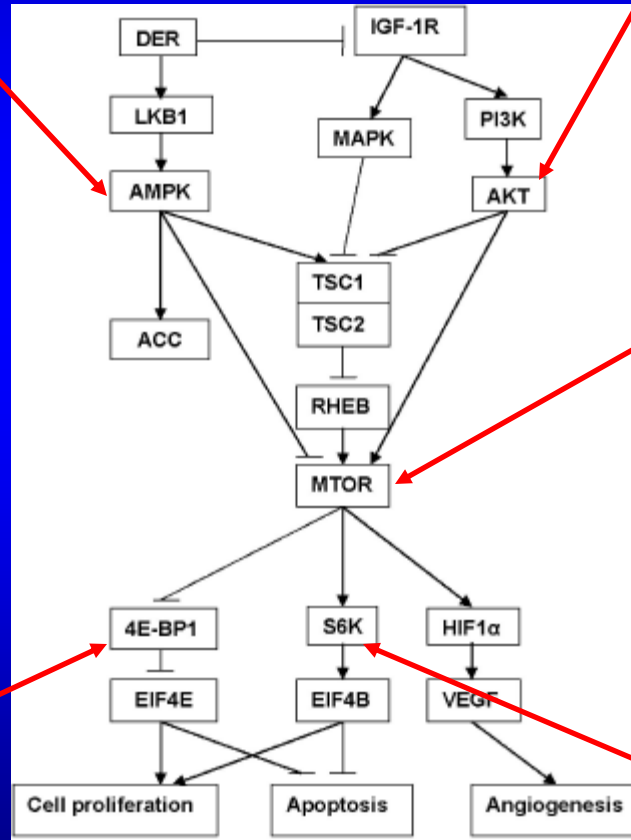 DER
IGF-1R
LKB1
MAPK
PI3K
AMPK
AKT
TSC1
TSC2
ACC
RHEB
MTOR
4E-BP1
S6K
HIF1α
EIF4E
EIF4B
VEGF
Cell proliferation
Apoptosis
Angiogenesis